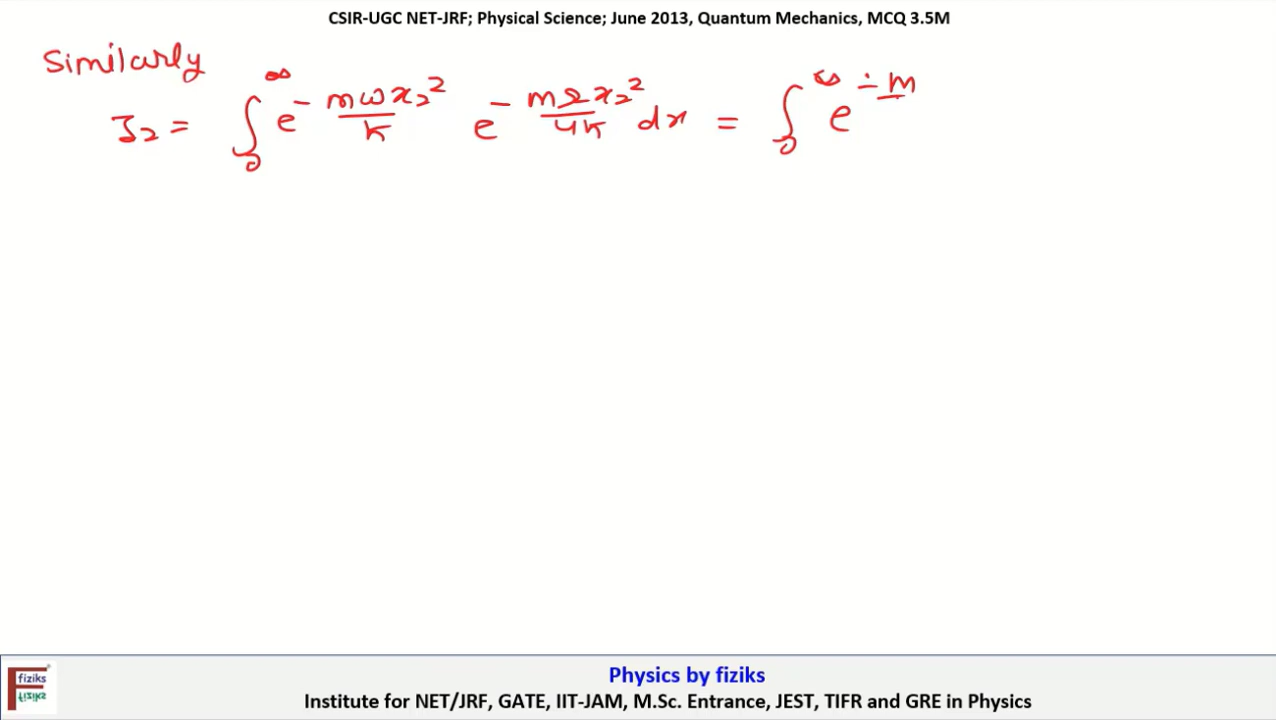 CSIR-UGC NET-JRF; Physical Science; June 2013, Quantum Mechanics, MCQ 3.5M
Similarly
I₂ = ∫₀^∞ e^(-mωx₂²/ħ) e^(-mΩx₂²/4ħ) dx = ∫₀^∞ e^(-m
fiziks
Physics by fiziks
Institute for NET/JRF, GATE, IIT-JAM, M.Sc. Entrance, JEST, TIFR and GRE in Physics